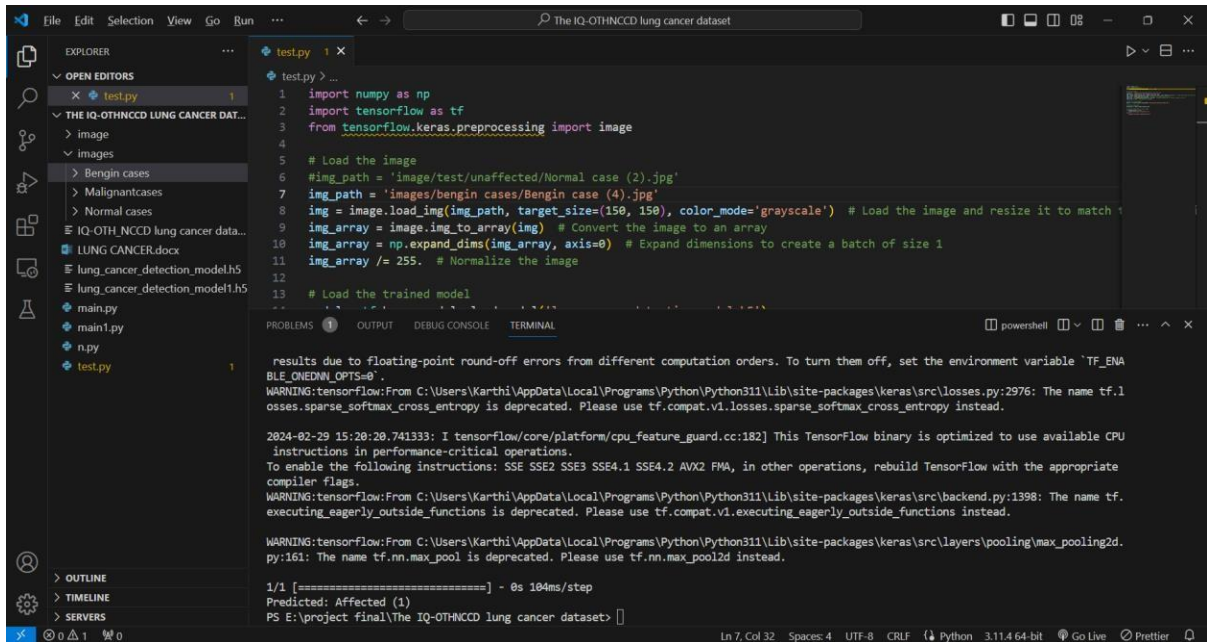 File Edit Selection View Go Run ... ← → The IQ-OTHNCCD lung cancer dataset
EXPLORER ...
OPEN EDITORS
test.py 1
THE IQ-OTHNCCD LUNG CANCER DAT...
> image
images
> Bengin cases
> Malignantcases
> Normal cases
IQ-OTH_NCCD lung cancer data...
LUNG CANCER.docx
lung_cancer_detection_model.h5
lung_cancer_detection_model1.h5
main.py
main1.py
n.py
test.py 1
> OUTLINE
> TIMELINE
> SERVERS
test.py 1
test.py > ...
1 import numpy as np
2 import tensorflow as tf
3 from tensorflow.keras.preprocessing import image
4
5 # Load the image
6 #img_path = 'image/test/unaffected/Normal case (2).jpg'
7 img_path = 'images/bengin cases/Bengin case (4).jpg'
8 img = image.load_img(img_path, target_size=(150, 150), color_mode='grayscale') # Load the image and resize it to match
9 img_array = image.img_to_array(img) # Convert the image to an array
10 img_array = np.expand_dims(img_array, axis=0) # Expand dimensions to create a batch of size 1
11 img_array /= 255. # Normalize the image
12
13 # Load the trained model
PROBLEMS 1 OUTPUT DEBUG CONSOLE TERMINAL powershell ...
results due to floating-point round-off errors from different computation orders. To turn them off, set the environment variable `TF_ENA
BLE_ONEDNN_OPTS=0`.
WARNING:tensorflow:From C:\Users\Karthi\AppData\Local\Programs\Python\Python311\Lib\site-packages\keras\src\losses.py:2976: The name tf.l
osses.sparse_softmax_cross_entropy is deprecated. Please use tf.compat.v1.losses.sparse_softmax_cross_entropy instead.
2024-02-29 15:20:20.741333: I tensorflow/core/platform/cpu_feature_guard.cc:182] This TensorFlow binary is optimized to use available CPU
instructions in performance-critical operations.
To enable the following instructions: SSE SSE2 SSE3 SSE4.1 SSE4.2 AVX2 FMA, in other operations, rebuild TensorFlow with the appropriate
compiler flags.
WARNING:tensorflow:From C:\Users\Karthi\AppData\Local\Programs\Python\Python311\Lib\site-packages\keras\src\backend.py:1398: The name tf.
executing_eagerly_outside_functions is deprecated. Please use tf.compat.v1.executing_eagerly_outside_functions instead.
WARNING:tensorflow:From C:\Users\Karthi\AppData\Local\Programs\Python\Python311\Lib\site-packages\keras\src\layers\pooling\max_pooling2d.
py:161: The name tf.nn.max_pool is deprecated. Please use tf.nn.max_pool2d instead.
1/1 [==============================] - 0s 104ms/step
Predicted: Affected (1)
PS E:\project final\The IQ-OTHNCCD lung cancer dataset>
0 1 0 Ln 7, Col 32 Spaces: 4 UTF-8 CRLF Python 3.11.4 64-bit Go Live Prettier